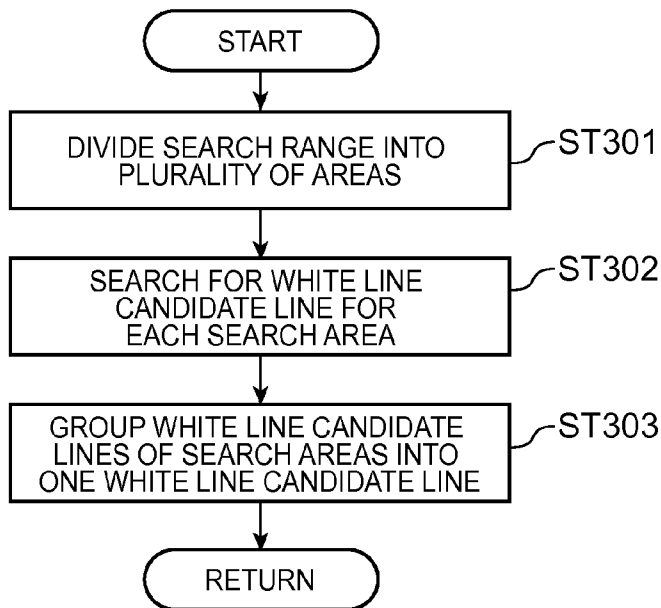 START
DIVIDE SEARCH RANGE INTO
PLURALITY OF AREAS
ST301
SEARCH FOR WHITE LINE
CANDIDATE LINE FOR
EACH SEARCH AREA
ST302
GROUP WHITE LINE CANDIDATE
LINES OF SEARCH AREAS INTO
ONE WHITE LINE CANDIDATE LINE
ST303
RETURN